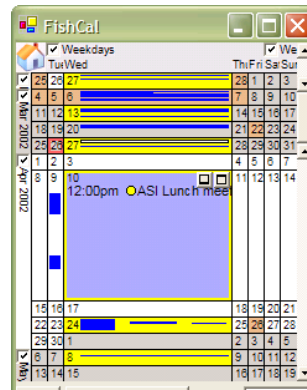 FishCal
Weekdays We
Tue Thu Fri Sat Sun
25 26 27 28 1 2 3
4 5 6 7 8 9 10
Mar 2002
11 12 13 14 15 16 17
18 19 20 21 22 23 24
25 26 27 28 29 30 31
1 2 3 4 5 6 7
Apr 2002
8 9 10 11 12 13 14
12:00pm ASI Lunch meet
15 16 17 18 19 20 21
22 23 24 25 26 27 28
29 30 1 2 3 4 5
6 7 8 9 10 11 12
May
13 14 15 16 17 18 19